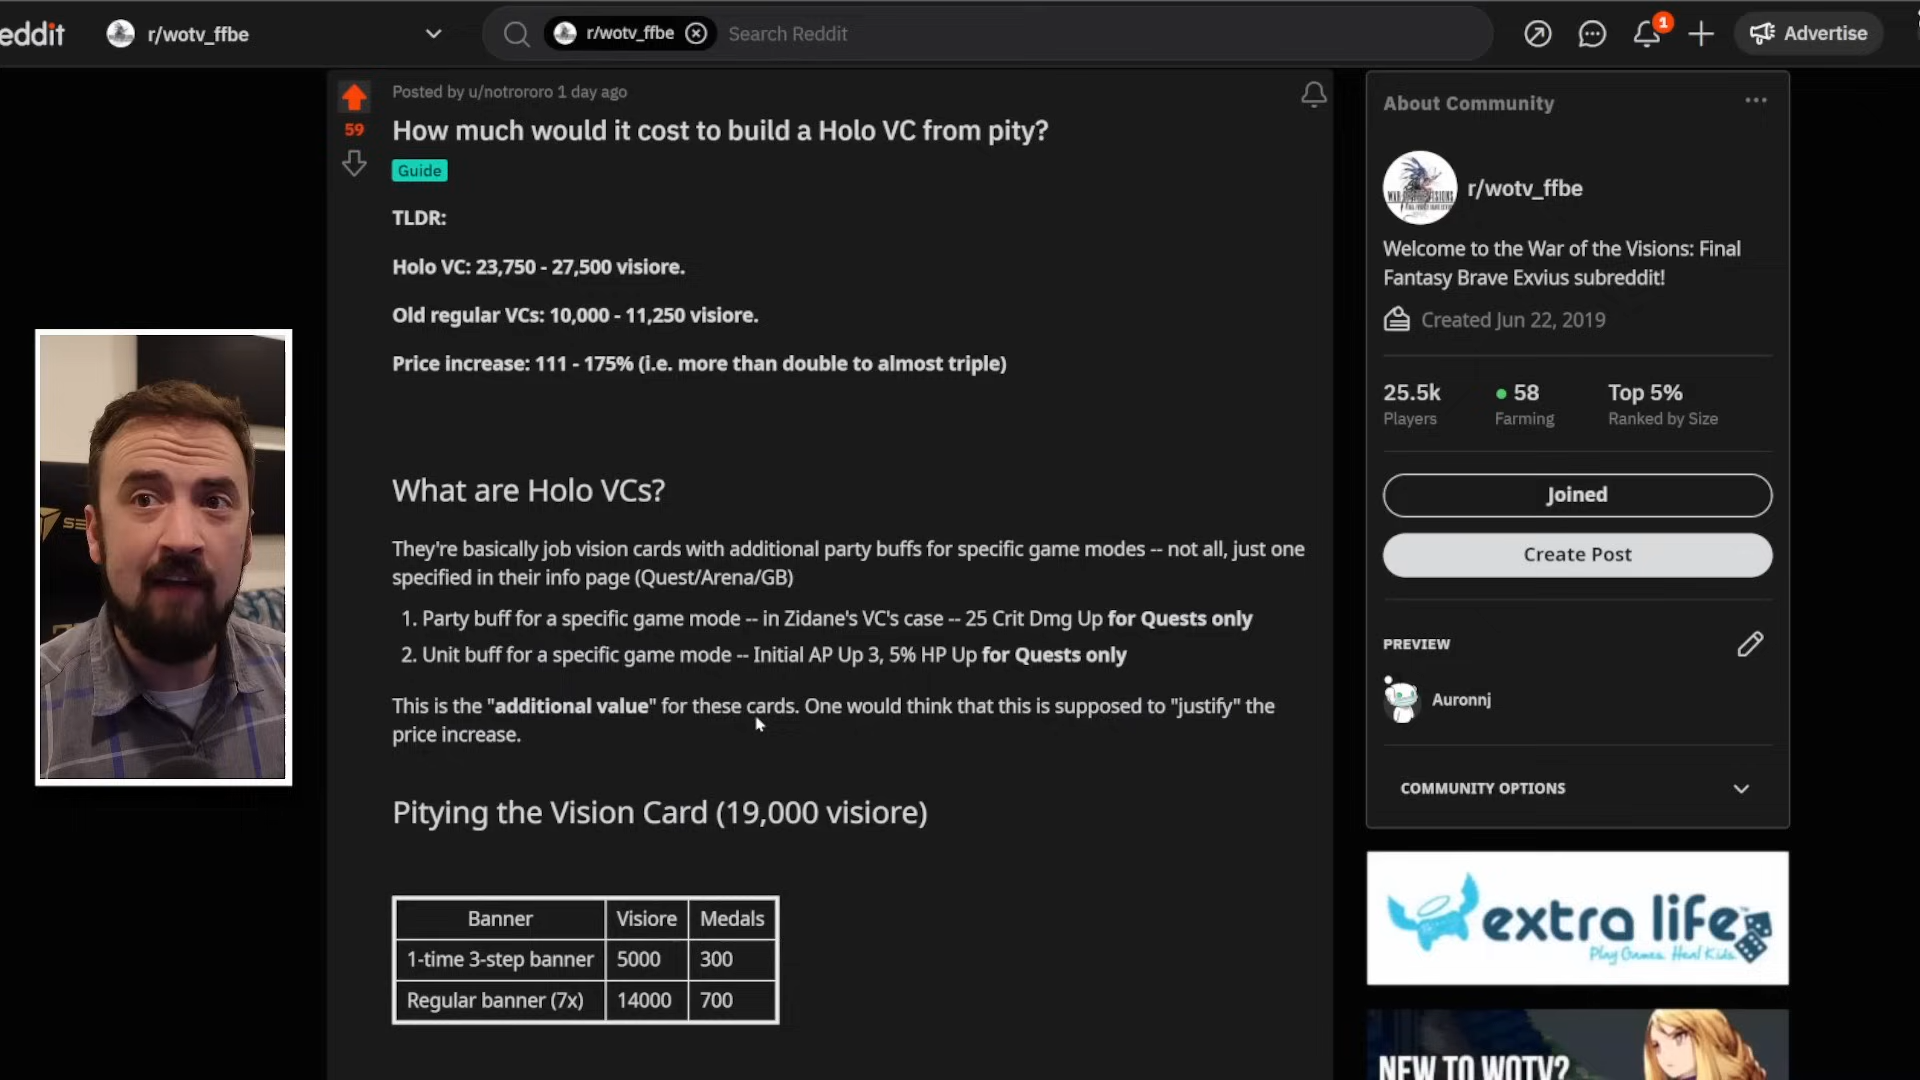 eddit
r/wotv_ffbe
r/wotv_ffbe
Search Reddit
1
Advertise
59
Posted by u/notrororo 1 day ago
How much would it cost to build a Holo VC from pity?
Guide
TLDR:
Holo VC: 23,750 - 27,500 visiore.
Old regular VCs: 10,000 - 11,250 visiore.
Price increase: 111 - 175% (i.e. more than double to almost triple)
What are Holo VCs?
They're basically job vision cards with additional party buffs for specific game modes -- not all, just one
specified in their info page (Quest/Arena/GB)
1. Party buff for a specific game mode -- in Zidane's VC's case -- 25 Crit Dmg Up for Quests only
2. Unit buff for a specific game mode -- Initial AP Up 3, 5% HP Up for Quests only
This is the "additional value" for these cards. One would think that this is supposed to "justify" the
price increase.
Pitying the Vision Card (19,000 visiore)
Banner Visiore Medals
1-time 3-step banner 5000 300
Regular banner (7x) 14000 700
About Community
WAR OF THE VISIONS
r/wotv_ffbe
Welcome to the War of the Visions: Final
Fantasy Brave Exvius subreddit!
Created Jun 22, 2019
25.5k 58 Top 5%
Players Farming Ranked by Size
Joined
Create Post
PREVIEW
Auronnj
COMMUNITY OPTIONS
extra life
Play Games. Heal Kids.
NEW TO WOTV?